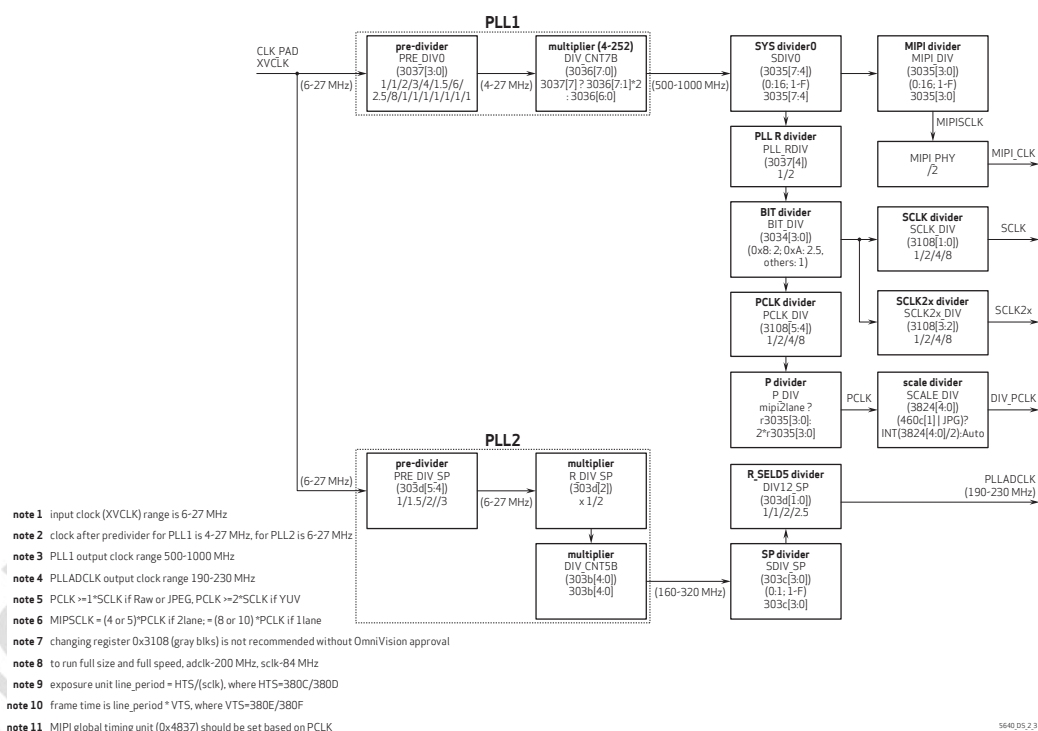 PLL1
CLK_PAD
XVCLK
(6-27 MHz)
pre-divider
PRE_DIV0
(3037[3:0])
1/1/2/3/4/1.5/6/
2.5/8/1/1/1/1/1/1/1
(4-27 MHz)
multiplier (4-252)
DIV_CNT7B
(3036[7:0])
3037[7] ? 3036[7:1]*2
: 3036[6:0]
(500-1000 MHz)
SYS divider0
SDIV0
(3035[7:4])
(0:16; 1-F)
3035[7:4]
MIPI divider
MIPI_DIV
(3035[3:0])
(0:16; 1-F)
3035[3:0]
MIPISCLK
PLL R divider
PLL_RDIV
(3037[4])
1/2
MIPI_PHY
/2
MIPI_CLK
BIT divider
BIT_DIV
(3034[3:0])
(0x8: 2; 0xA: 2.5,
others: 1)
SCLK divider
SCLK_DIV
(3108[1:0])
1/2/4/8
SCLK
PCLK divider
PCLK_DIV
(3108[5:4])
1/2/4/8
SCLK2x divider
SCLK2x_DIV
(3108[3:2])
1/2/4/8
SCLK2x
P divider
P_DIV
mipi2lane ?
r3035[3:0]:
2*r3035[3:0]
PCLK
scale divider
SCALE_DIV
(3824[4:0])
(460c[1] | JPG)?
INT(3824[4:0]/2):Auto
DIV_PCLK
PLL2
(6-27 MHz)
pre-divider
PRE_DIV_SP
(303d[5:4])
1/1.5/2//3
(6-27 MHz)
multiplier
R_DIV_SP
(303d[2])
x 1/2
R_SELD5 divider
DIV12_SP
(303d[1:0])
1/1/2/2.5
PLLADCLK
(190-230 MHz)
multiplier
DIV_CNT5B
(303b[4:0])
303b[4:0]
(160-320 MHz)
SP divider
SDIV_SP
(303c[3:0])
(0:1; 1-F)
303c[3:0]
note 1 input clock (XVCLK) range is 6-27 MHz
note 2 clock after predivider for PLL1 is 4-27 MHz, for PLL2 is 6-27 MHz
note 3 PLL1 output clock range 500-1000 MHz
note 4 PLLADCLK output clock range 190-230 MHz
note 5 PCLK >=1*SCLK if Raw or JPEG, PCLK >=2*SCLK if YUV
note 6 MIPSCLK = (4 or 5)*PCLK if 2lane; = (8 or 10) *PCLK if 1lane
note 7 changing register 0x3108 (gray blks) is not recommended without OmniVision approval
note 8 to run full size and full speed, adclk-200 MHz, sclk-84 MHz
note 9 exposure unit line_period = HTS/(sclk), where HTS=380C/380D
note 10 frame time is line_period * VTS, where VTS=380E/380F
note 11 MIPI global timing unit (0x4837) should be set based on PCLK
5640_DS_2_3